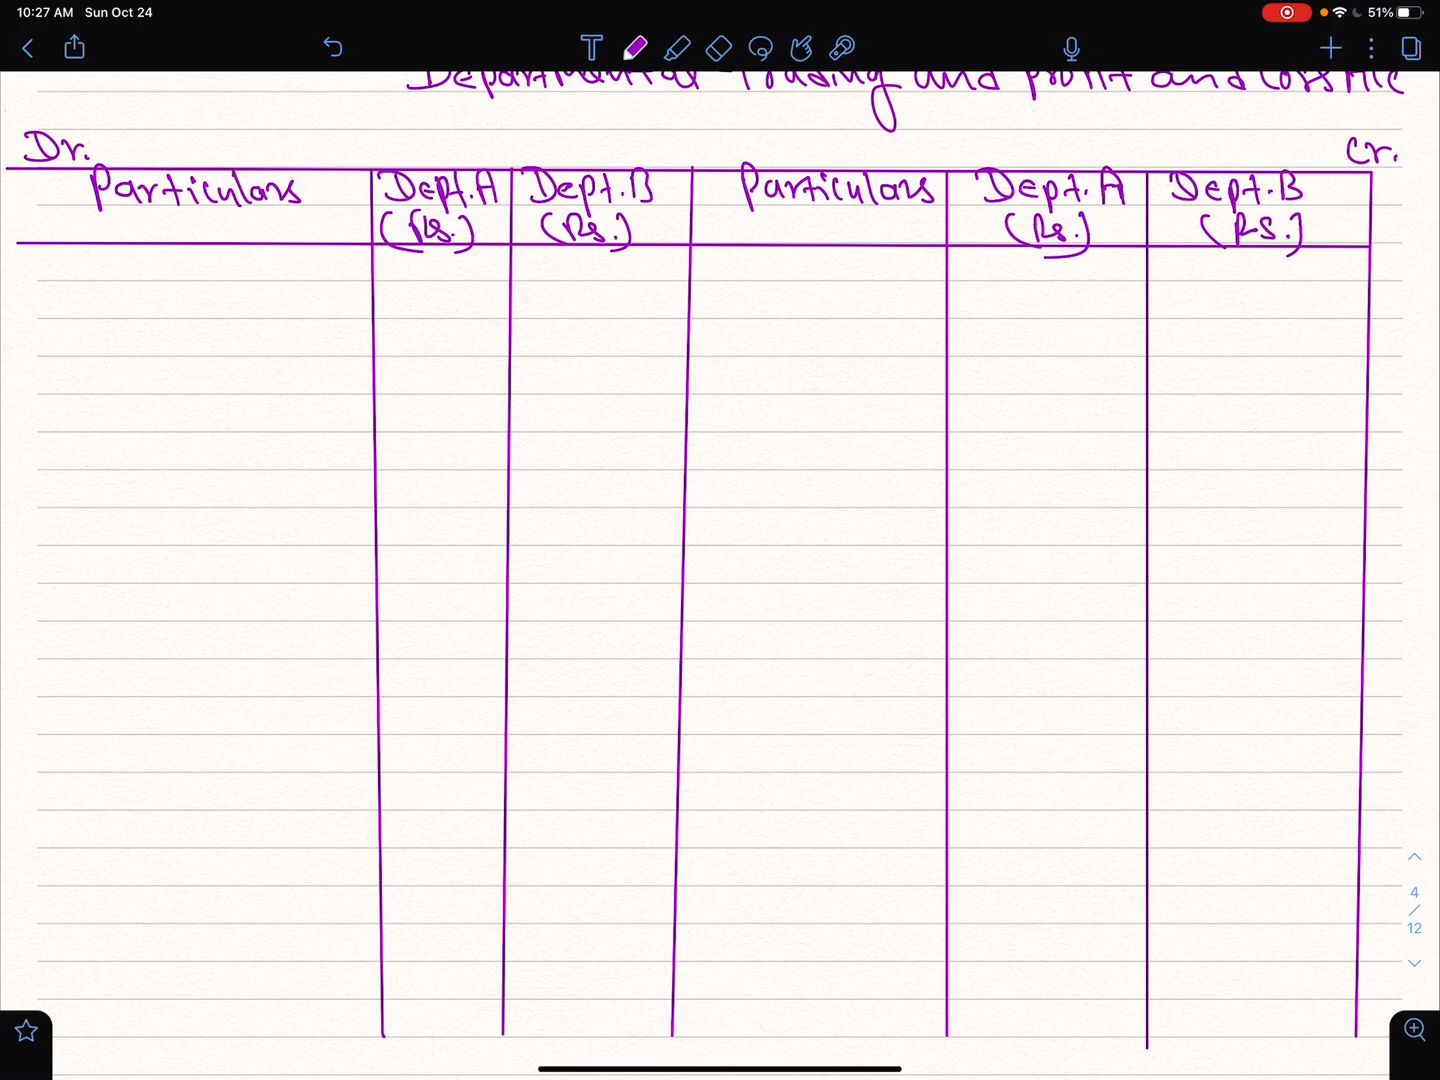 10:27 AM Sun Oct 24
51%
Departmental Trading and Profit and Loss A/c
Dr. Cr.
Particulars Dept. A Dept. B Particulars Dept. A Dept. B
(Rs.) (Rs.) (Rs.) (Rs.)
4
/
12